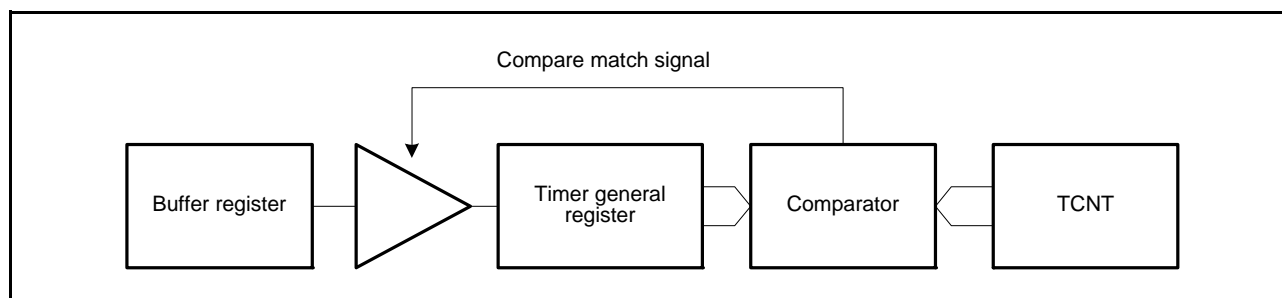 Compare match signal
Buffer register
Timer general
register
Comparator
TCNT